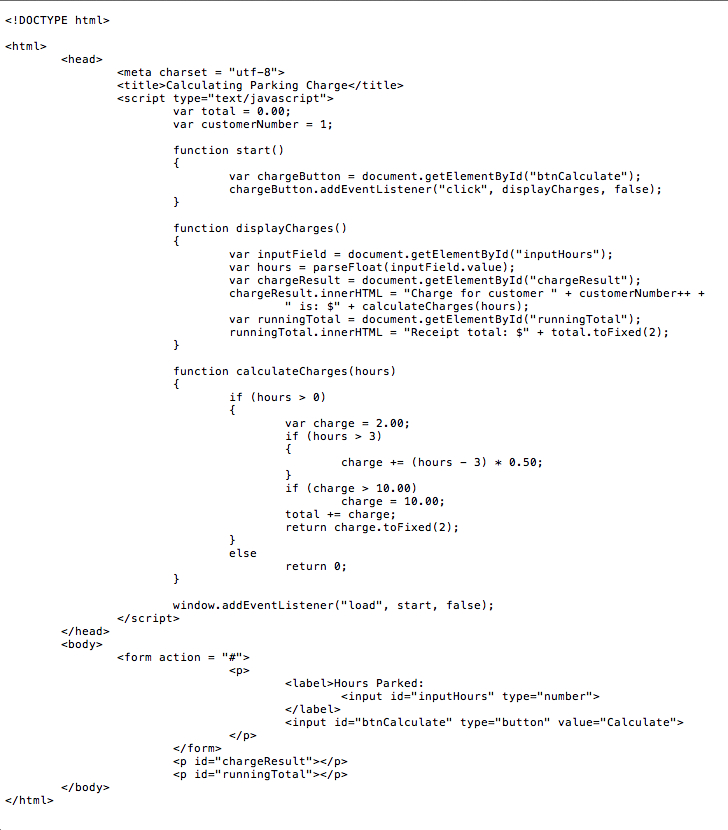 <!DOCTYPE html>
<html>
<head>
<meta charset = "utf-8">
<title>Calculating Parking Charge</title>
<script type="text/javascript">
var total = 0.00;
var customerNumber = 1;
function start()
{
var chargeButton = document.getElementById("btnCalculate");
chargeButton.addEventListener("click", displayCharges, false);
}
function displayCharges()
{
var inputField = document.getElementById("inputHours");
var hours = parseFloat(inputField.value);
var chargeResult = document.getElementById("chargeResult");
chargeResult.innerHTML = "Charge for customer " + customerNumber++ +
" is: $" + calculateCharges(hours);
var runningTotal = document.getElementById("runningTotal");
runningTotal.innerHTML = "Receipt total: $" + total.toFixed(2);
}
function calculateCharges(hours)
{
if (hours > 0)
{
var charge = 2.00;
if (hours > 3)
{
charge += (hours - 3) * 0.50;
}
if (charge > 10.00)
charge = 10.00;
total += charge;
return charge.toFixed(2);
}
else
return 0;
}
window.addEventListener("load", start, false);
</script>
</head>
<body>
<form action = "#">
<p>
<label>Hours Parked:
<input id="inputHours" type="number">
</label>
<input id="btnCalculate" type="button" value="Calculate">
</p>
</form>
<p id="chargeResult"></p>
<p id="runningTotal"></p>
</body>
</html>